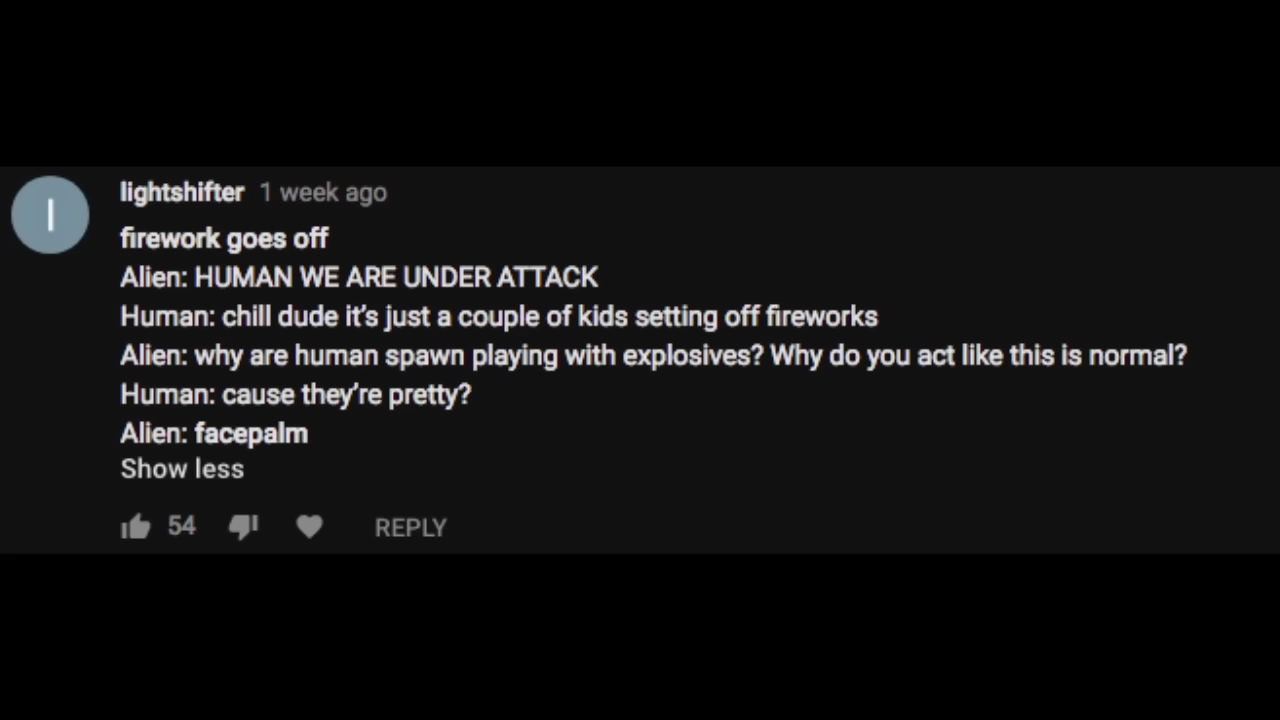 l
lightshifter 1 week ago
firework goes off
Alien: HUMAN WE ARE UNDER ATTACK
Human: chill dude it’s just a couple of kids setting off fireworks
Alien: why are human spawn playing with explosives? Why do you act like this is normal?
Human: cause they’re pretty?
Alien: facepalm
Show less
54 REPLY